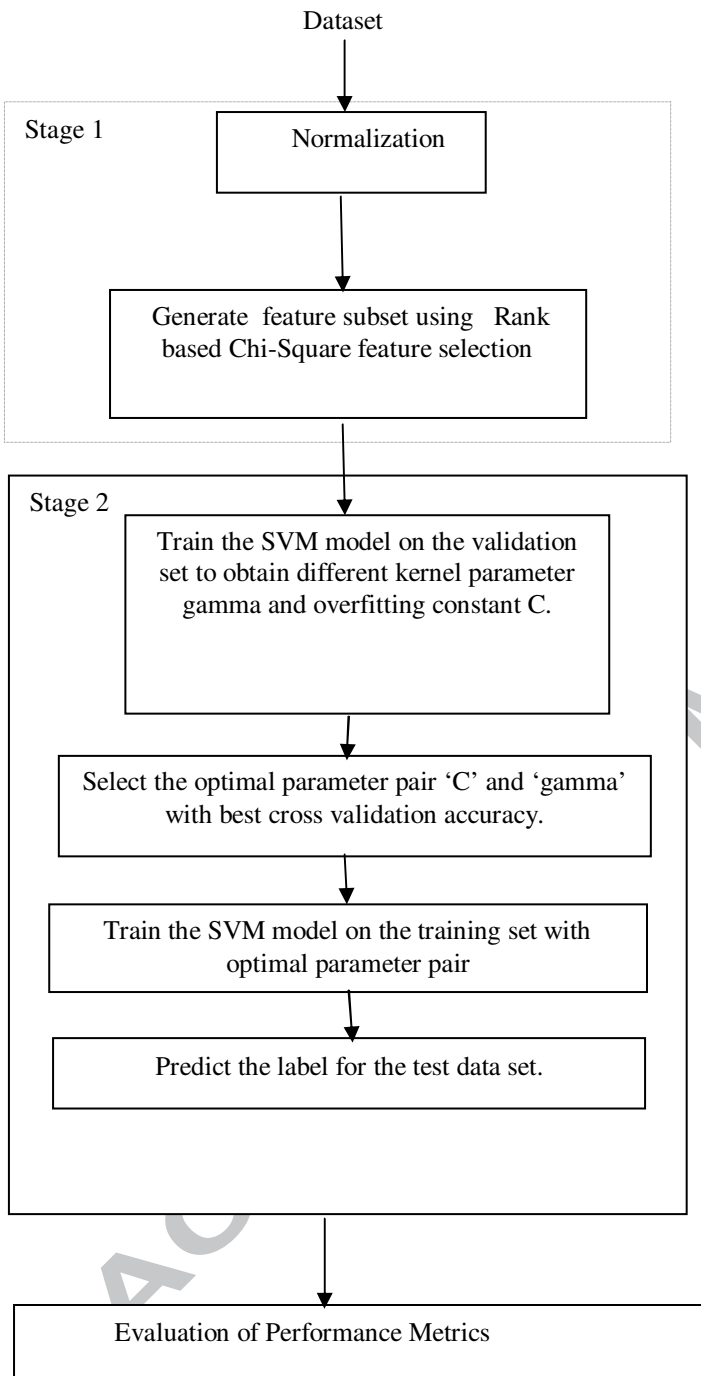 Dataset
Stage 1
Normalization
Generate feature subset using Rank
based Chi-Square feature selection
Stage 2
Train the SVM model on the validation
set to obtain different kernel parameter
gamma and overfitting constant C.
Select the optimal parameter pair ‘C’ and ‘gamma’
with best cross validation accuracy.
Train the SVM model on the training set with
optimal parameter pair
Predict the label for the test data set.
Evaluation of Performance Metrics